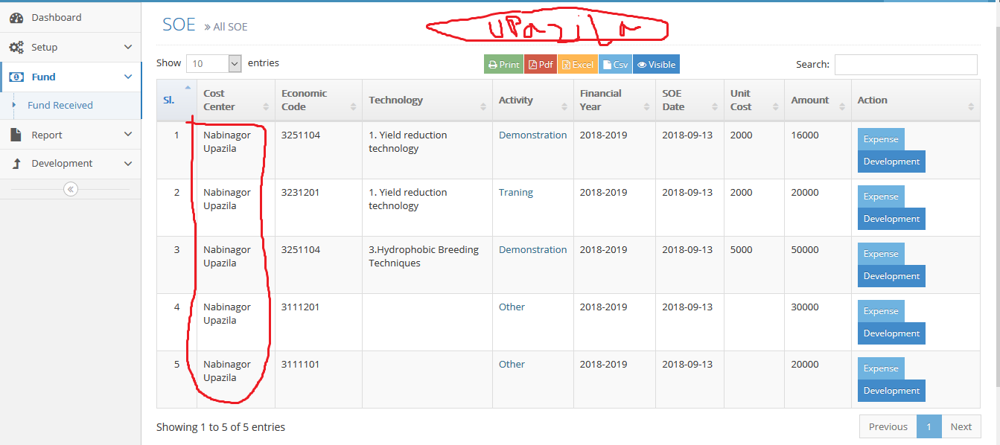 Dashboard
Setup
Fund
Fund Received
Report
Development
SOE » All SOE
UPazila
Show 10 entries
Print Pdf Excel Csv Visible
Search:
Sl. Cost Center Economic Code Technology Activity Financial Year SOE Date Unit Cost Amount Action
1 Nabinagor Upazila 3251104 1. Yield reduction technology Demonstration 2018-2019 2018-09-13 2000 16000 Expense Development
2 Nabinagor Upazila 3231201 1. Yield reduction technology Traning 2018-2019 2018-09-13 2000 20000 Expense Development
3 Nabinagor Upazila 3251104 3.Hydrophobic Breeding Techniques Demonstration 2018-2019 2018-09-13 5000 50000 Expense Development
4 Nabinagor Upazila 3111201 Other 2018-2019 2018-09-13 30000 Expense Development
5 Nabinagor Upazila 3111101 Other 2018-2019 2018-09-13 20000 Expense Development
Showing 1 to 5 of 5 entries
Previous 1 Next